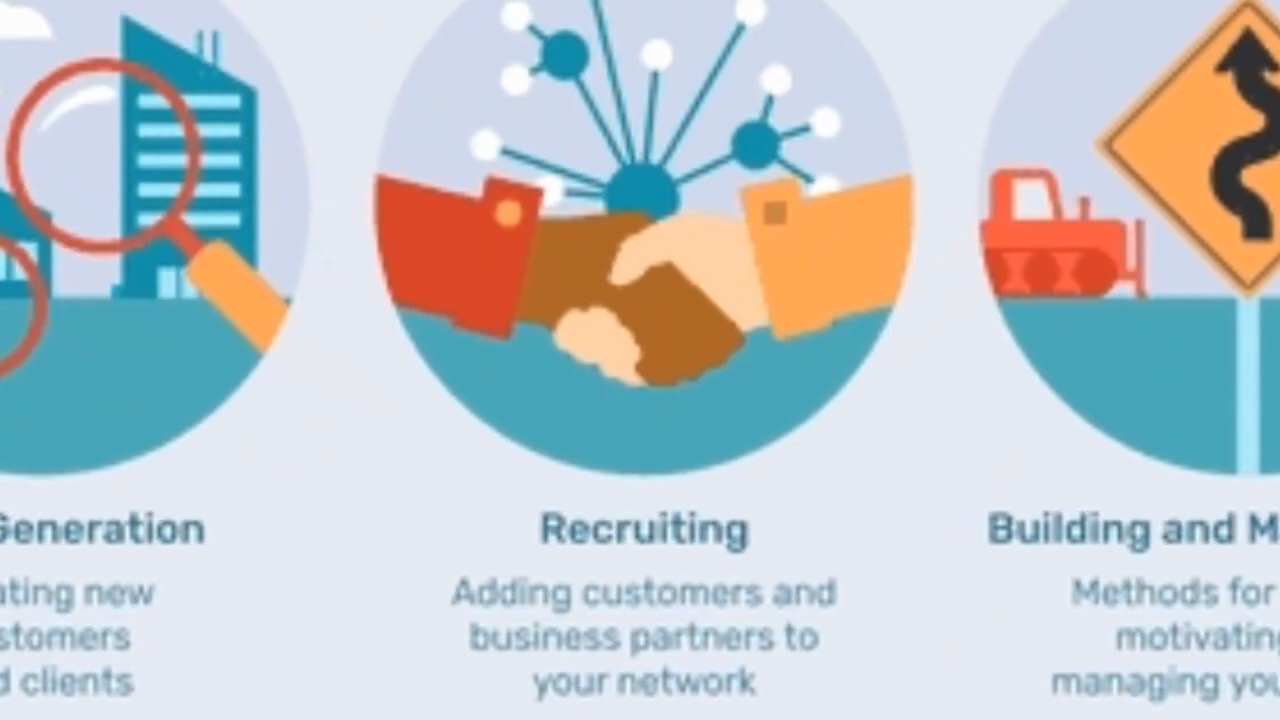 Generation
ating new
stomers
d clients
Recruiting
Adding customers and
business partners to
your network
Building and M
Methods for
motivating
managing you